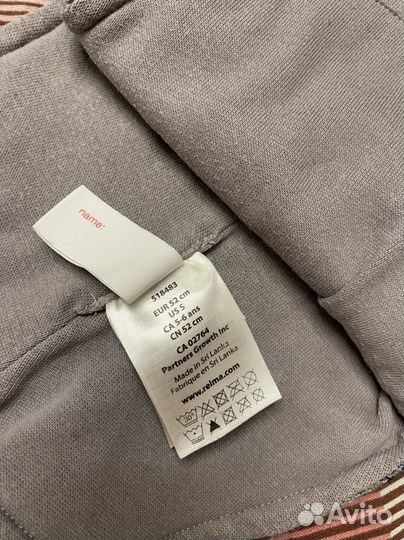 name:
518483
EUR 52 cm
US S
CA 5-6 ans
CN 52 cm
CA 02764
Partners Growth Inc
Made in Sri Lanka
Fabriqué en Sri Lanka
www.reima.com
30°
Avito